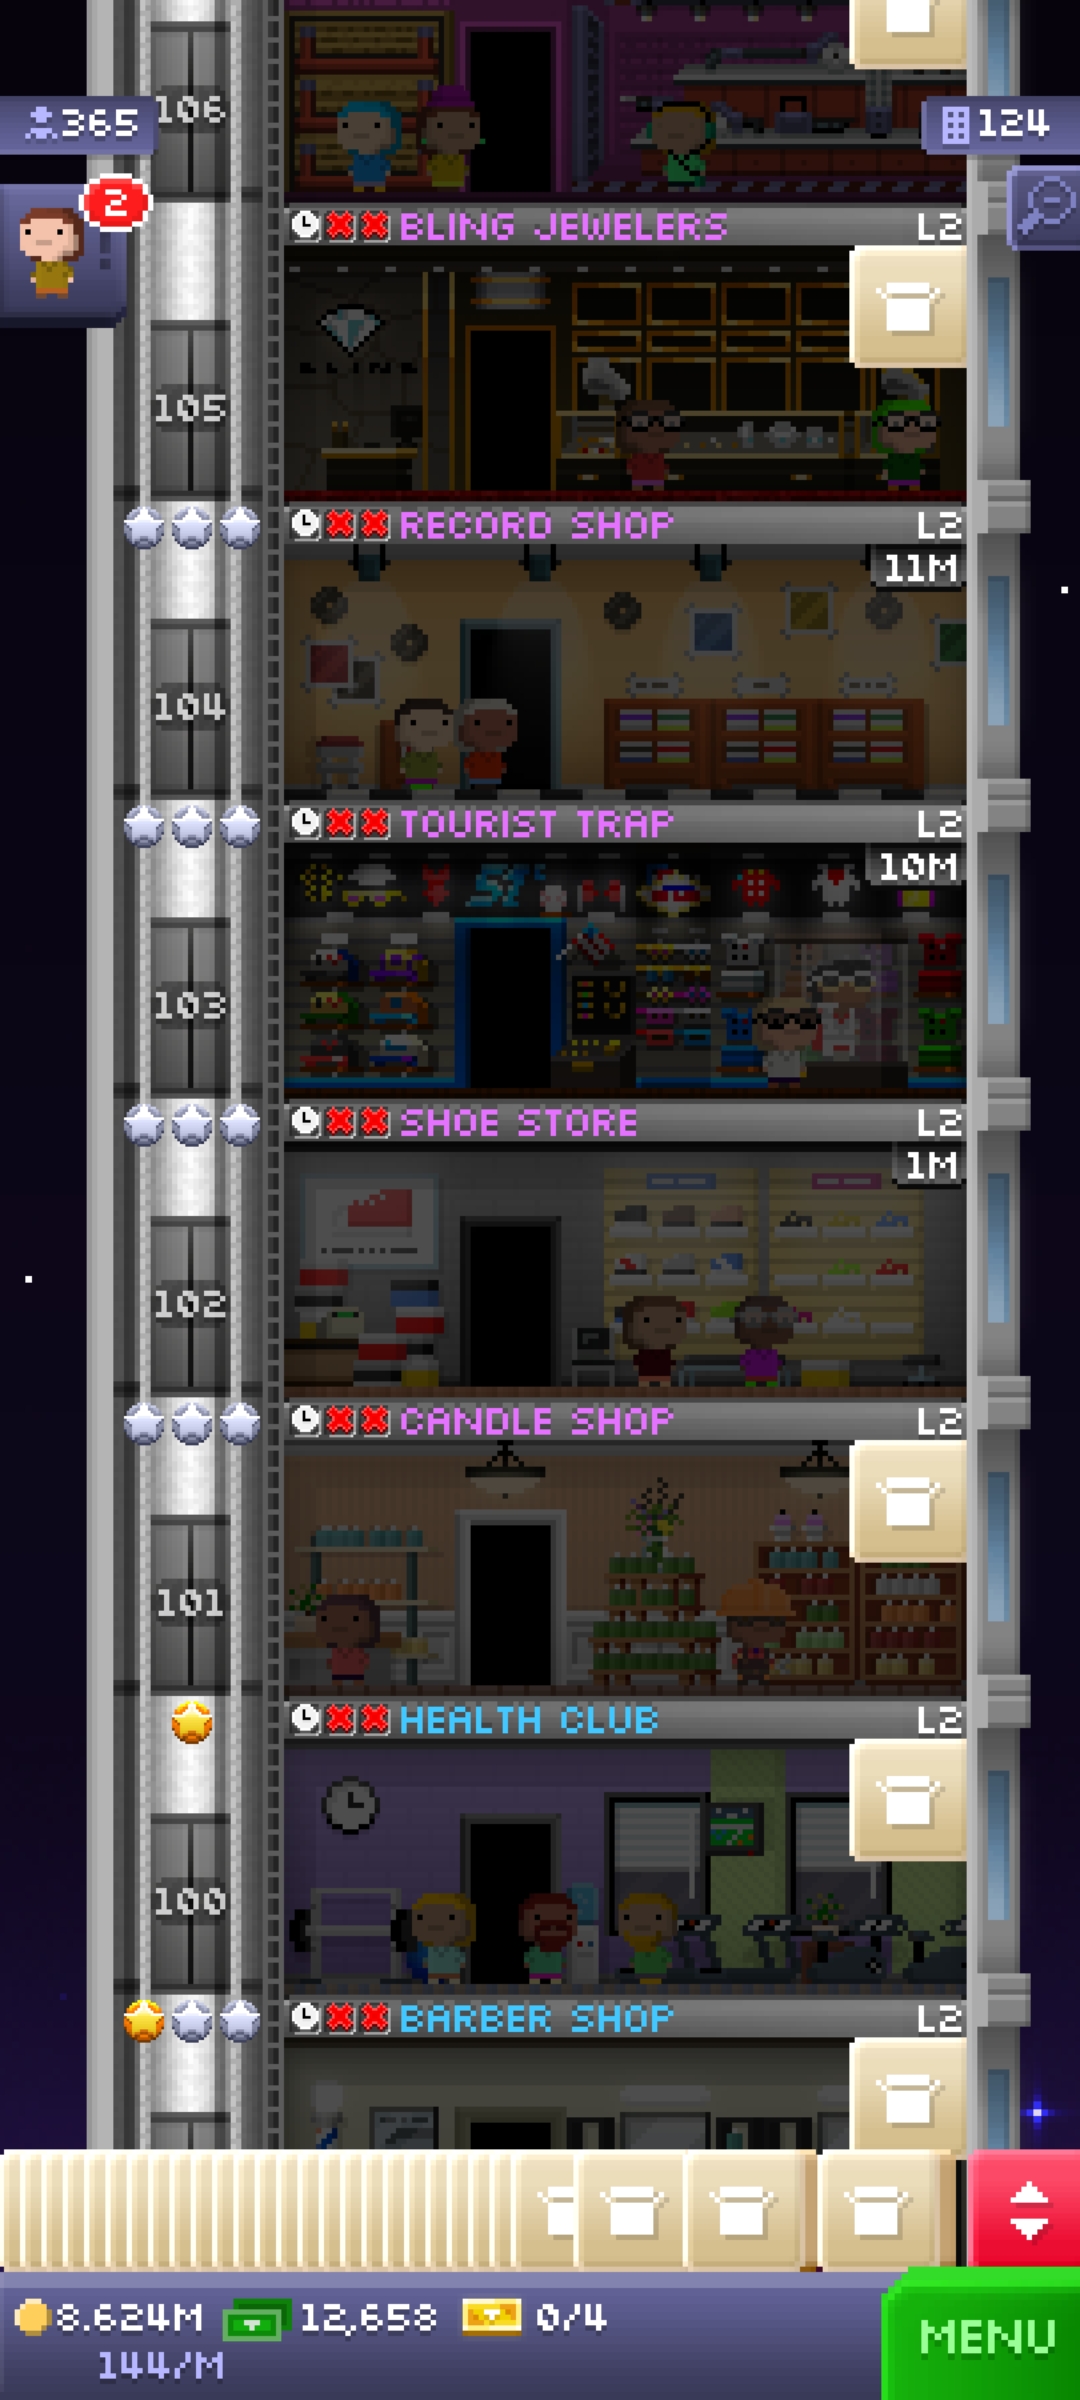 106
365
124
2
BLING JEWELERS
L2
BLING
105
RECORD SHOP
L2
11M
104
TOURIST TRAP
L2
10M
103
SHOE STORE
L2
1M
102
CANDLE SHOP
L2
101
HEALTH CLUB
L2
100
BARBER SHOP
L2
8.624M
12,658
0/4
144/M
MENU